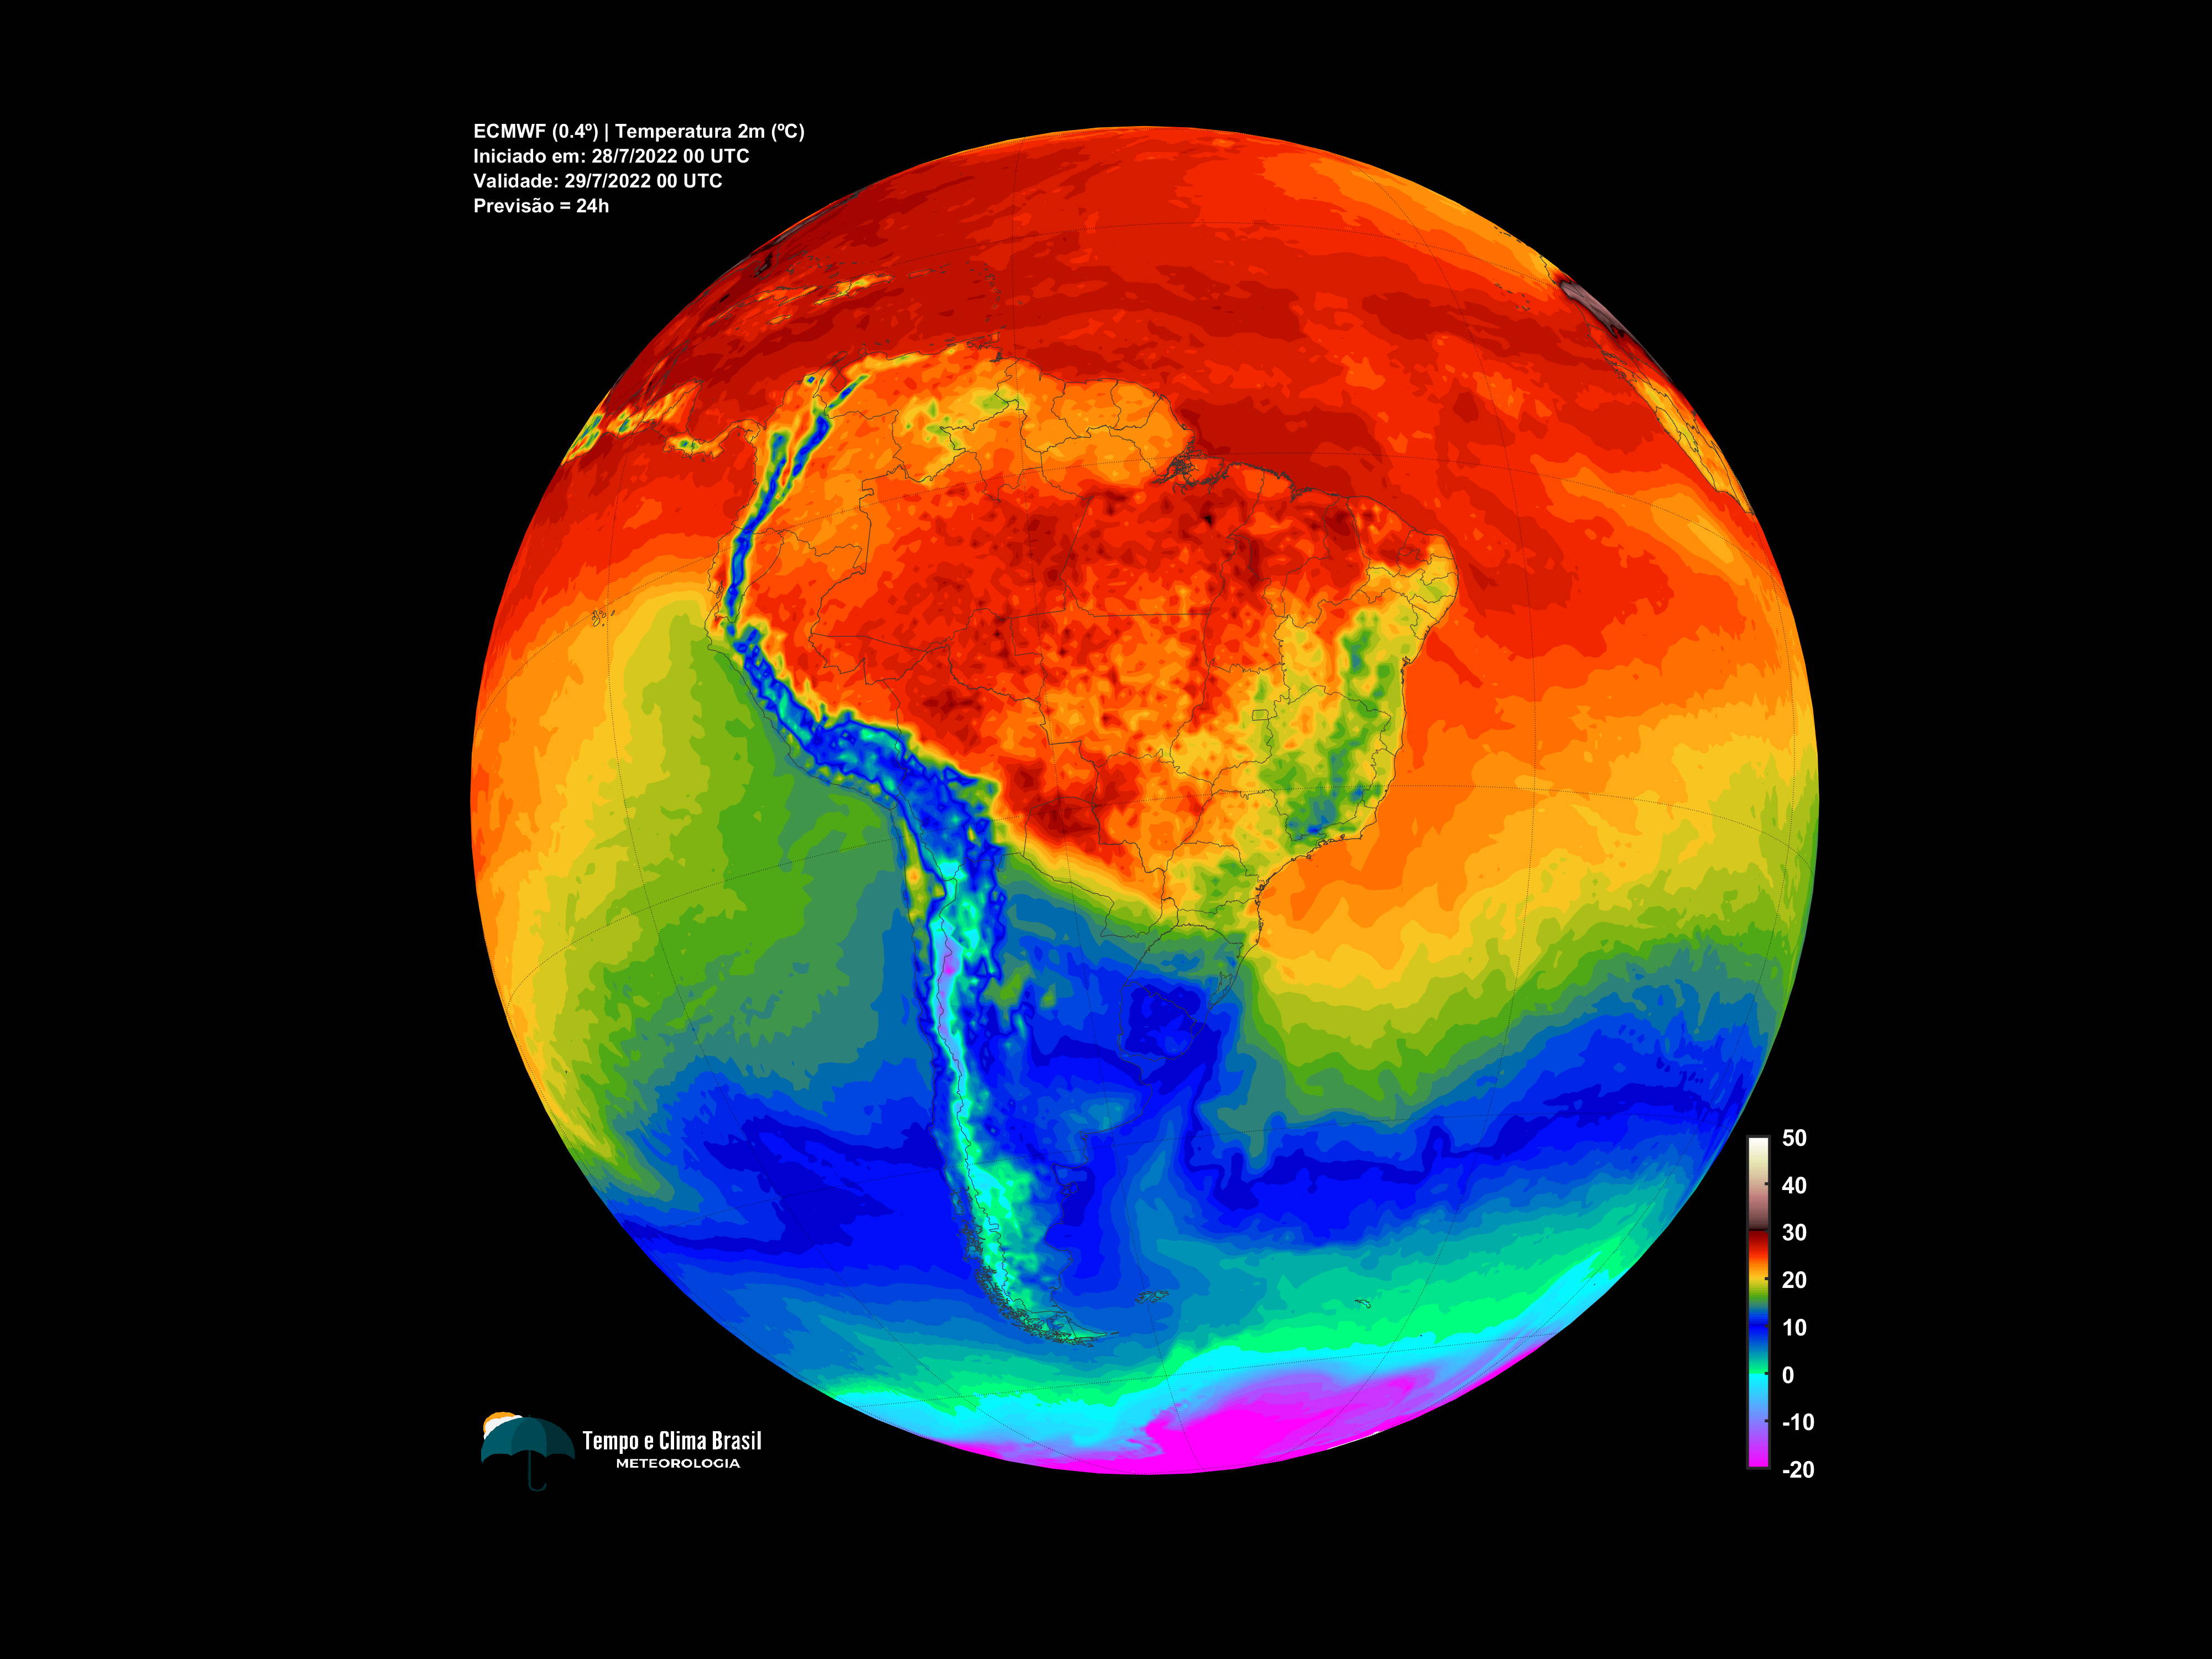 ECMWF (0.4º) | Temperatura 2m (ºC)
Iniciado em: 28/7/2022 00 UTC
Validade: 29/7/2022 00 UTC
Previsão = 24h
50
40
30
20
10
0
-10
-20
Tempo e Clima Brasil
METEOROLOGIA